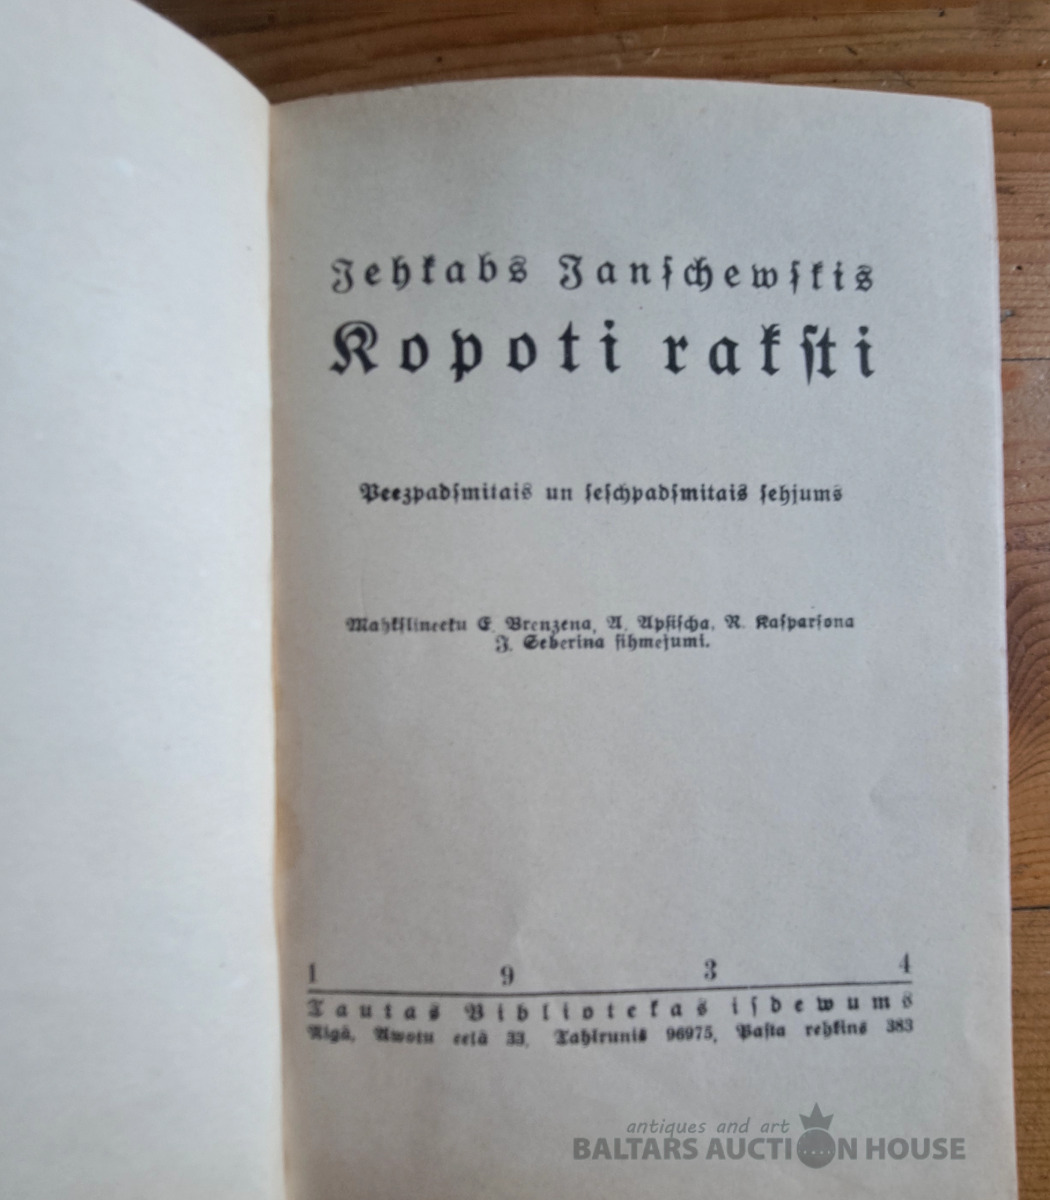 Jehkabs Janschewskis
Kopoti raksti
Peezpadsmitais un seschpadsmitais sehjums
Mahkslineeku E. Brenzena, A. Apsischa, R. Kasparsona
J. Seberina sihmejumi.
1 9 3 4
Tautas Bibliotekas isdewums
Rigā, Awotu eelā 33, Tahlrunis 96975, Pasta rehkins 383
antiques and art
BALTARS AUCTION HOUSE